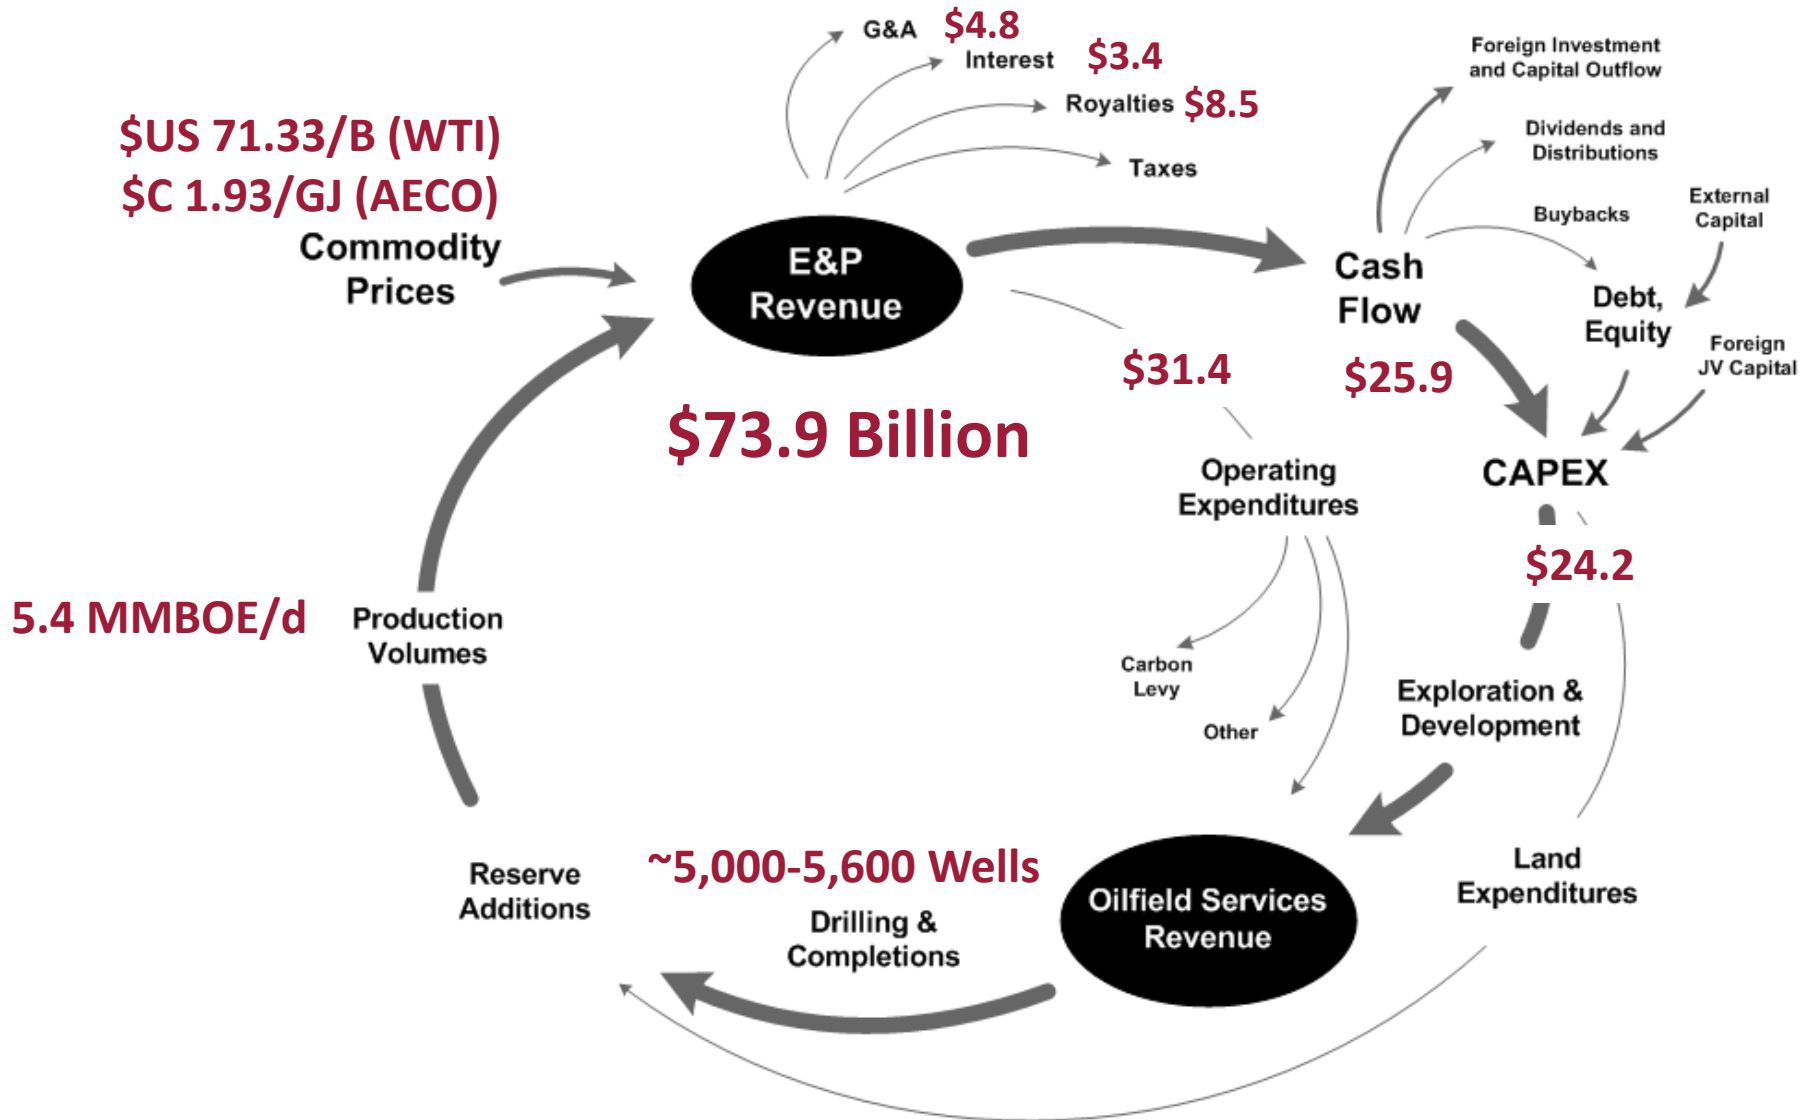 G&A
$4.8
Interest
$3.4
Royalties
$8.5
Taxes
Foreign Investment
and Capital Outflow
Dividends and
Distributions
Buybacks
External
Capital
$US 71.33/B (WTI)
$C 1.93/GJ (AECO)
Commodity
Prices
E&P
Revenue
Cash
Flow
Debt,
Equity
Foreign
JV Capital
$31.4
$25.9
$73.9 Billion
Operating
Expenditures
CAPEX
$24.2
5.4 MMBOE/d
Production
Volumes
Carbon
Levy
Other
Exploration &
Development
Reserve
Additions
~5,000-5,600 Wells
Drilling &
Completions
Oilfield Services
Revenue
Land
Expenditures